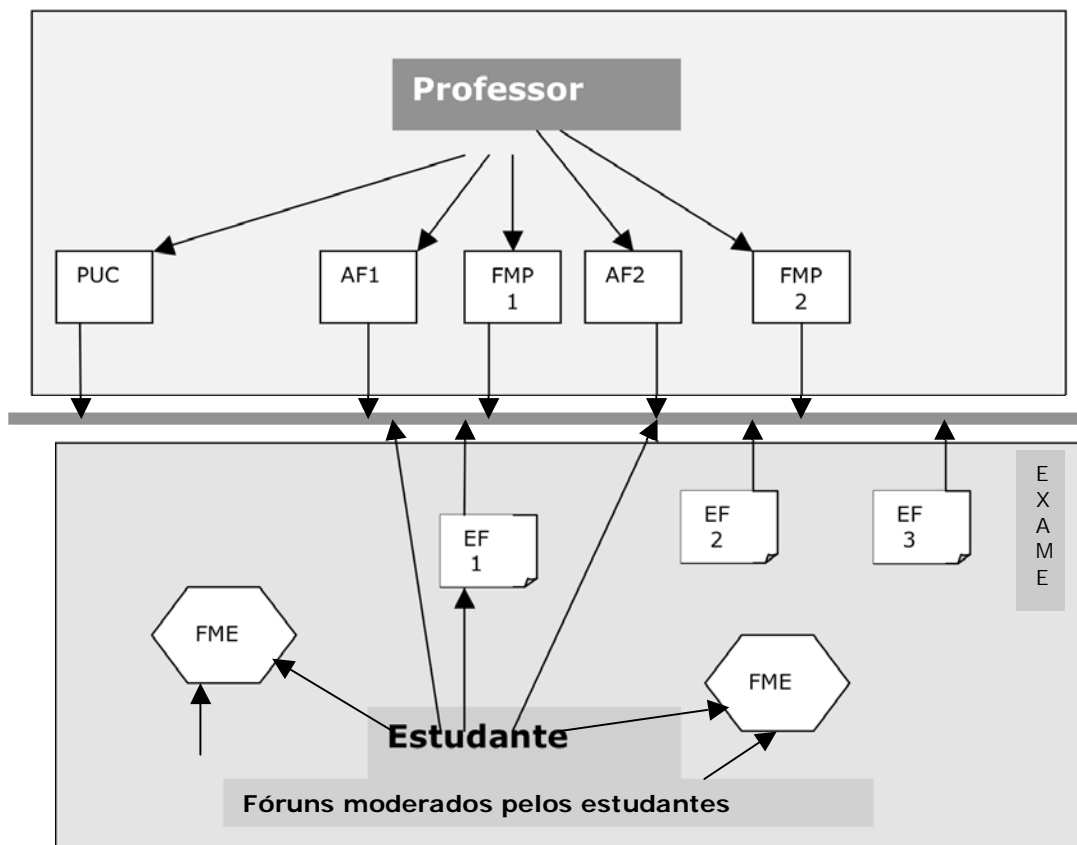 Professor
PUC
AF1
FMP
1
AF2
FMP
2
E
X
A
M
E
EF
1
EF
2
EF
3
FME
FME
Estudante
Fóruns moderados pelos estudantes